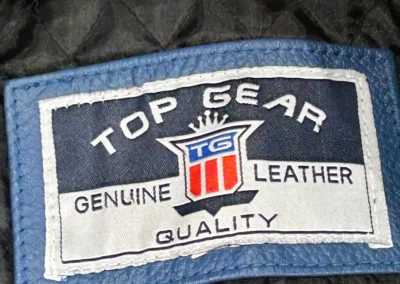 TOP GEAR
TG
GENUINE LEATHER
QUALITY